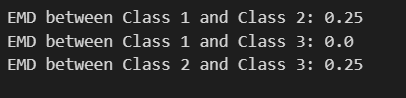 EMD between Class 1 and Class 2: 0.25
EMD between Class 1 and Class 3: 0.0
EMD between Class 2 and Class 3: 0.25